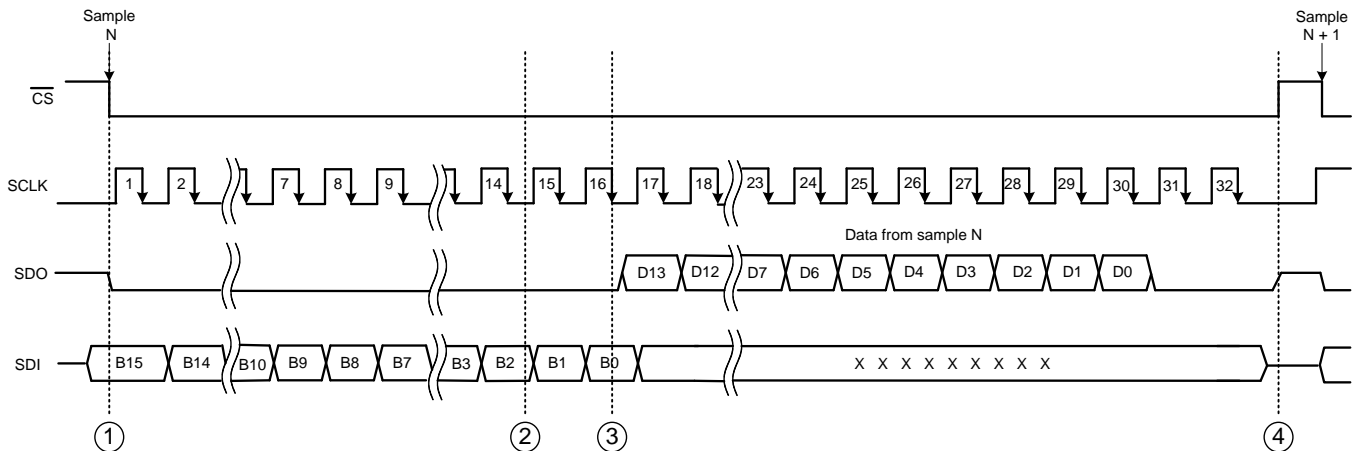 Sample
N
Sample
N + 1
CS
SCLK
1 2 7 8 9 14 15 16 17 18 23 24 25 26 27 28 29 30 31 32
Data from sample N
SDO
D13 D12 D7 D6 D5 D4 D3 D2 D1 D0
SDI
B15 B14 B10 B9 B8 B7 B3 B2 B1 B0 X X X X X X X X X
1 2 3 4